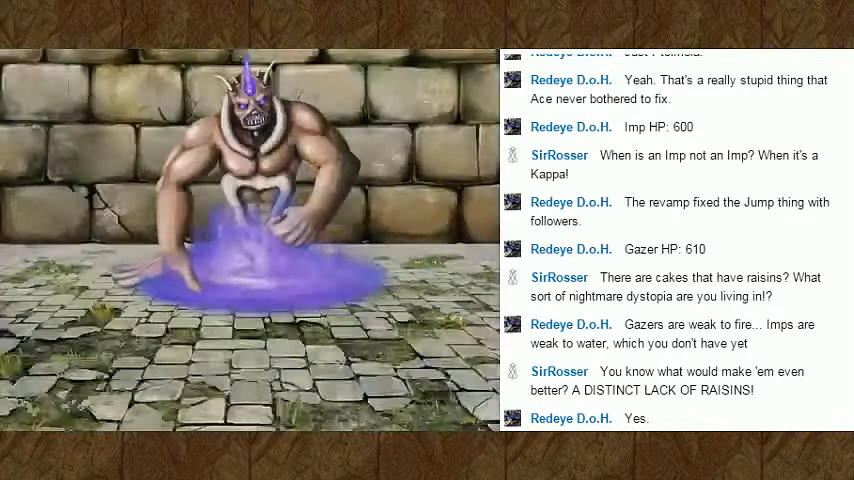 Redeye D.o.H. Yeah. That's a really stupid thing that
Ace never bothered to fix.
Redeye D.o.H. Imp HP: 600
SirRosser When is an Imp not an Imp? When it's a
Kappa!
Redeye D.o.H. The revamp fixed the Jump thing with
followers.
Redeye D.o.H. Gazer HP: 610
SirRosser There are cakes that have raisins? What
sort of nightmare dystopia are you living in!?
Redeye D.o.H. Gazers are weak to fire... Imps are
weak to water, which you don't have yet
SirRosser You know what would make 'em even
better? A DISTINCT LACK OF RAISINS!
Redeye D.o.H. Yes.